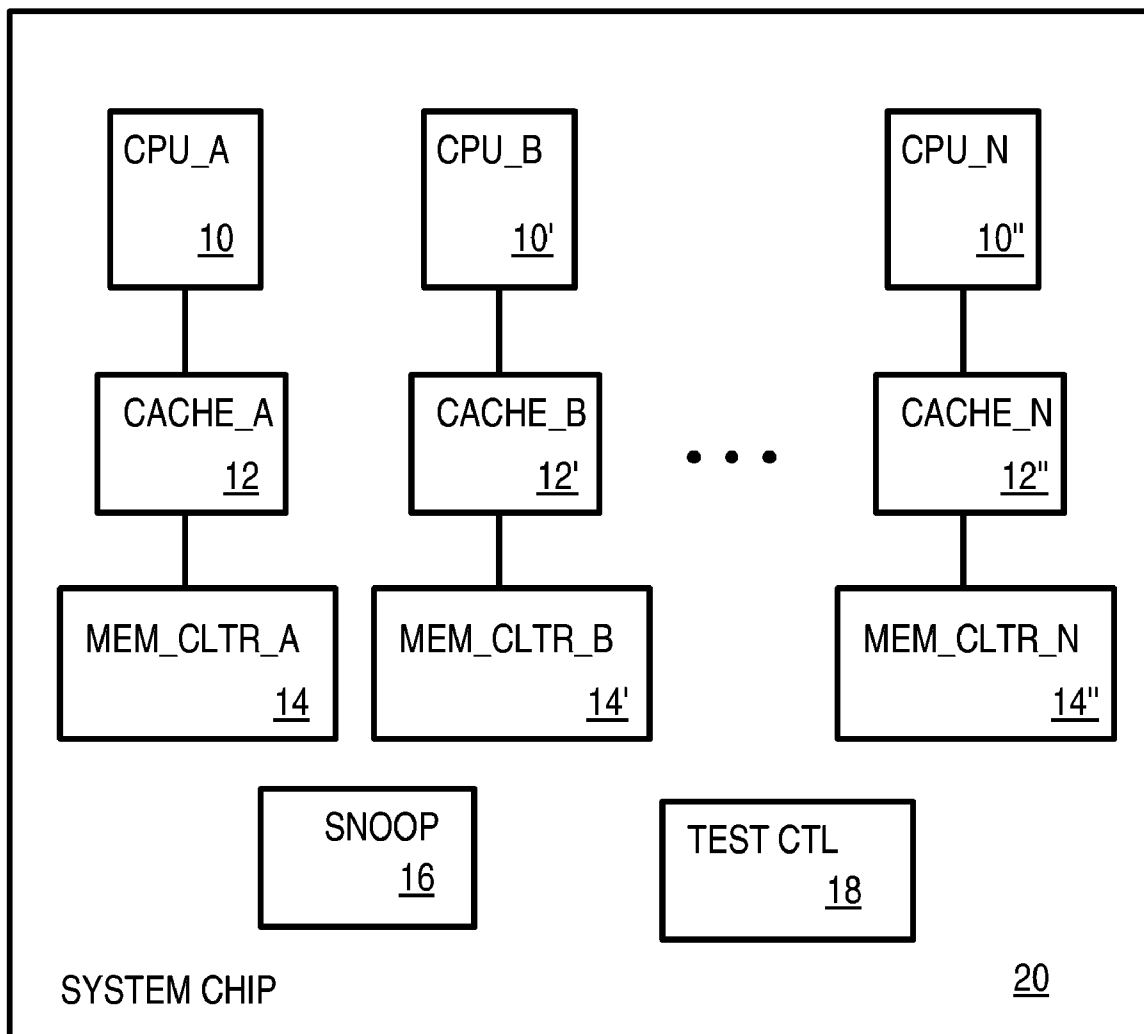 CPU_A
10
CPU_B
10'
CPU_N
10"
CACHE_A
12
CACHE_B
12'
CACHE_N
12"
MEM_CLTR_A
14
MEM_CLTR_B
14'
MEM_CLTR_N
14"
SNOOP
16
TEST CTL
18
SYSTEM CHIP
20